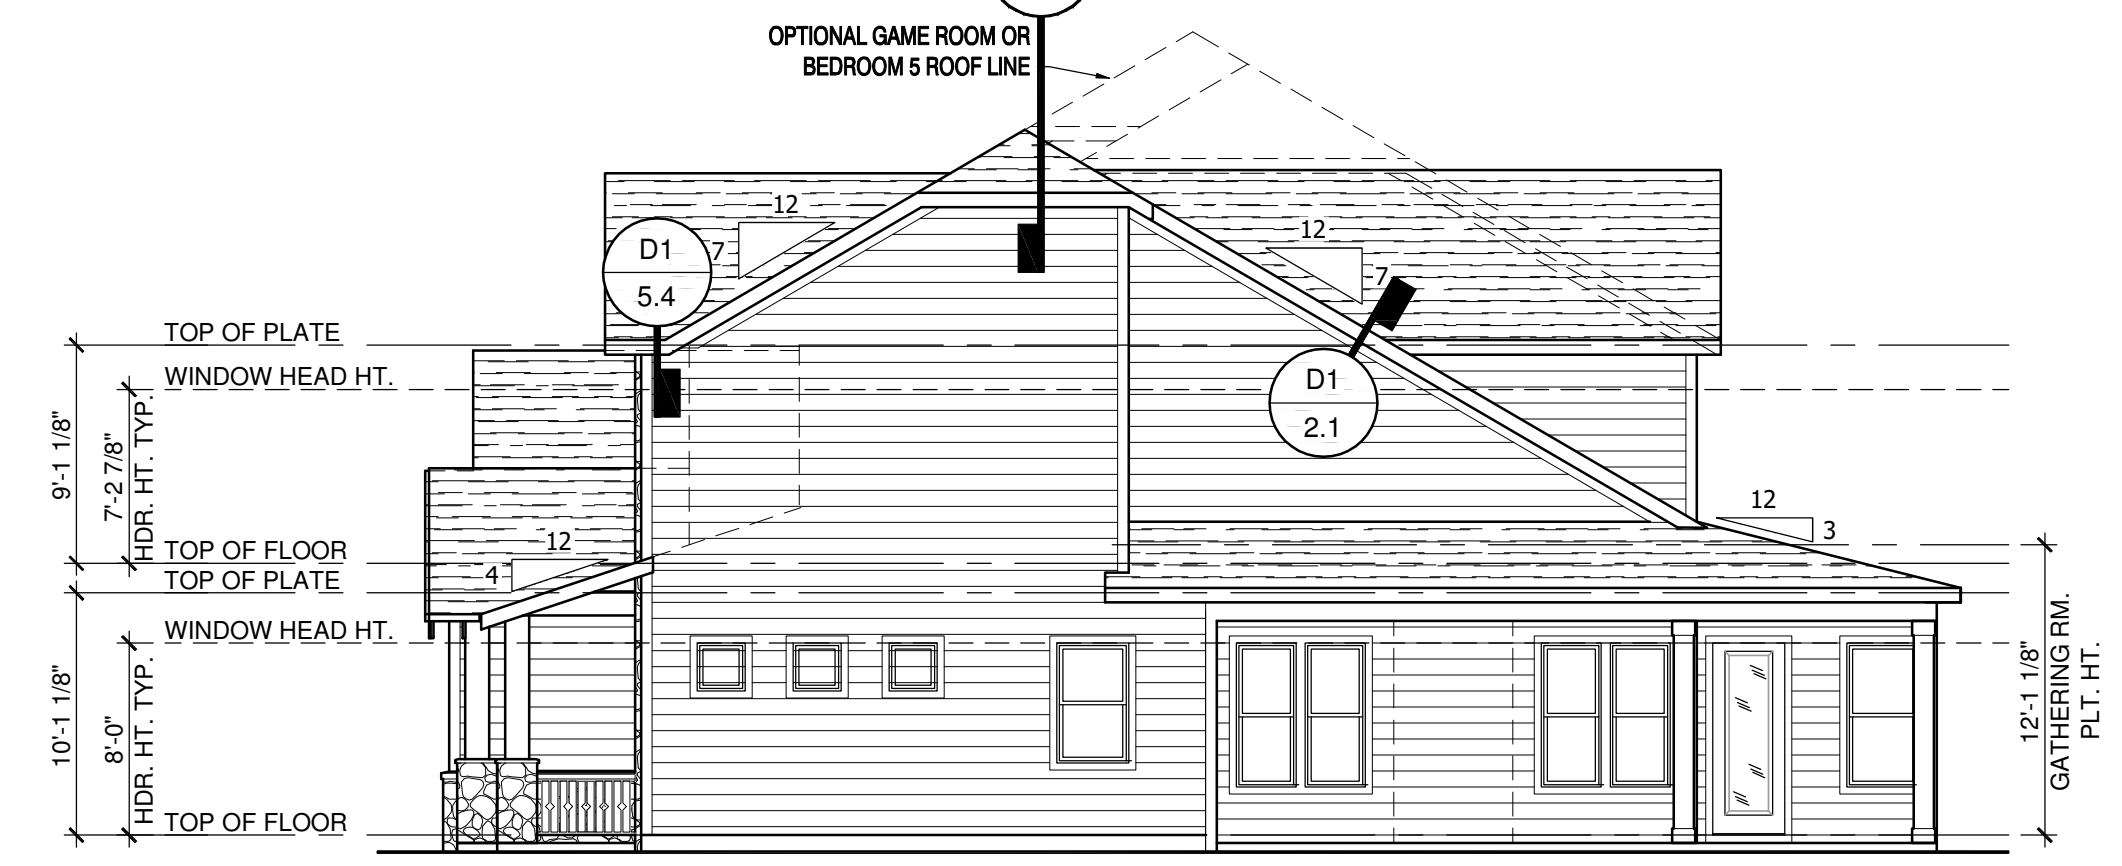 OPTIONAL GAME ROOM OR
BEDROOM 5 ROOF LINE
12
7
D1
5.4
12
7
D1
2.1
TOP OF PLATE
WINDOW HEAD HT.
9'-1 1/8"
7'-2 7/8"
HDR. HT. TYP.
TOP OF FLOOR
TOP OF PLATE
12
4
12
3
WINDOW HEAD HT.
10'-1 1/8"
8'-0"
HDR. HT. TYP.
TOP OF FLOOR
12'-1 1/8"
GATHERING RM.
PLT. HT.